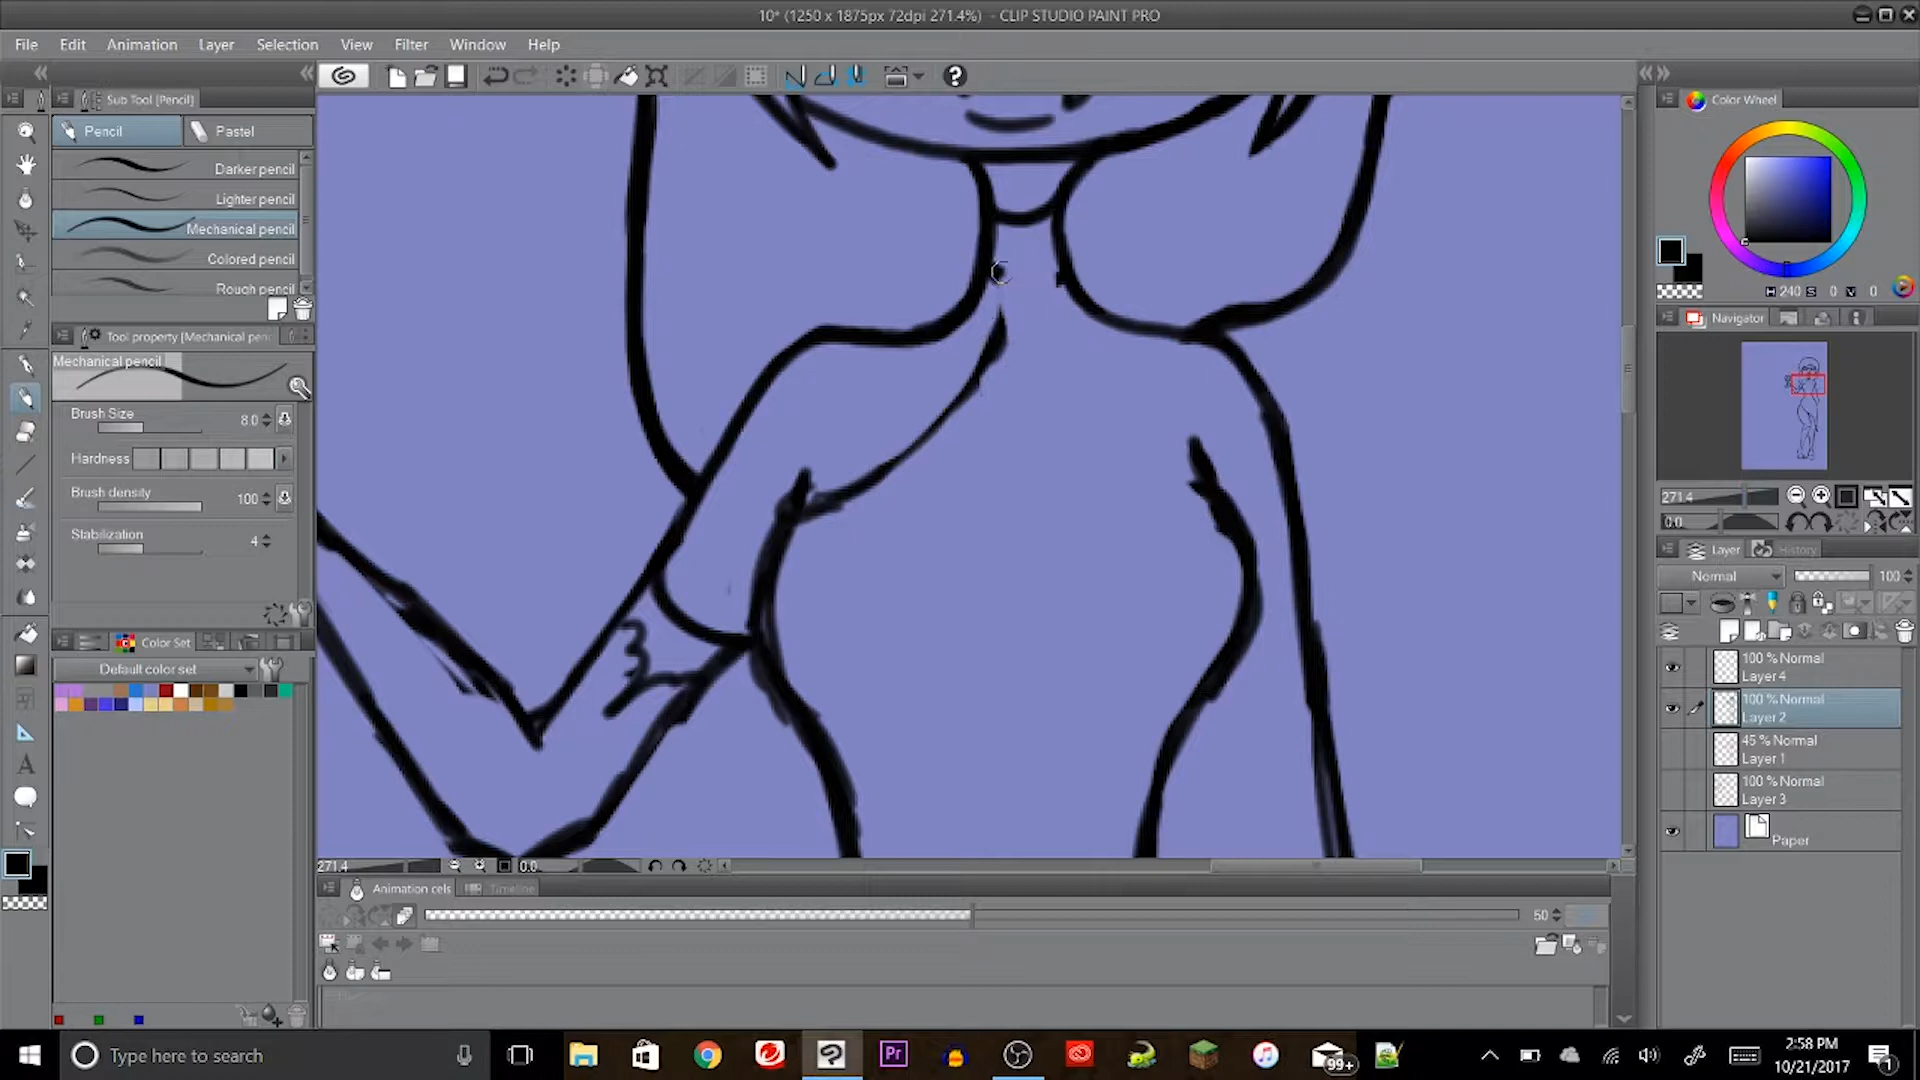 10* (1250 x 1875px 72dpi 271.4%) - CLIP STUDIO PAINT PRO
File Edit Animation Layer Selection View Filter Window Help
Sub Tool [Pencil]
Pencil Pastel
Darker pencil
Lighter pencil
Mechanical pencil
Colored pencil
Rough pencil
Tool property [Mechanical penc
Mechanical pencil
Brush Size 8.0
Hardness
Brush density 100
Stabilization 4
Color Set
Default color set
271.4 0.0
Animation cels Timeline
50
Color Wheel
H 240 S 0 V 0
Navigator
271.4
0.0
Layer History
Normal 100
100 % Normal
Layer 4
100 % Normal
Layer 2
45 % Normal
Layer 1
100 % Normal
Layer 3
Paper
Type here to search
Pr
99+
2:58 PM
10/21/2017
1